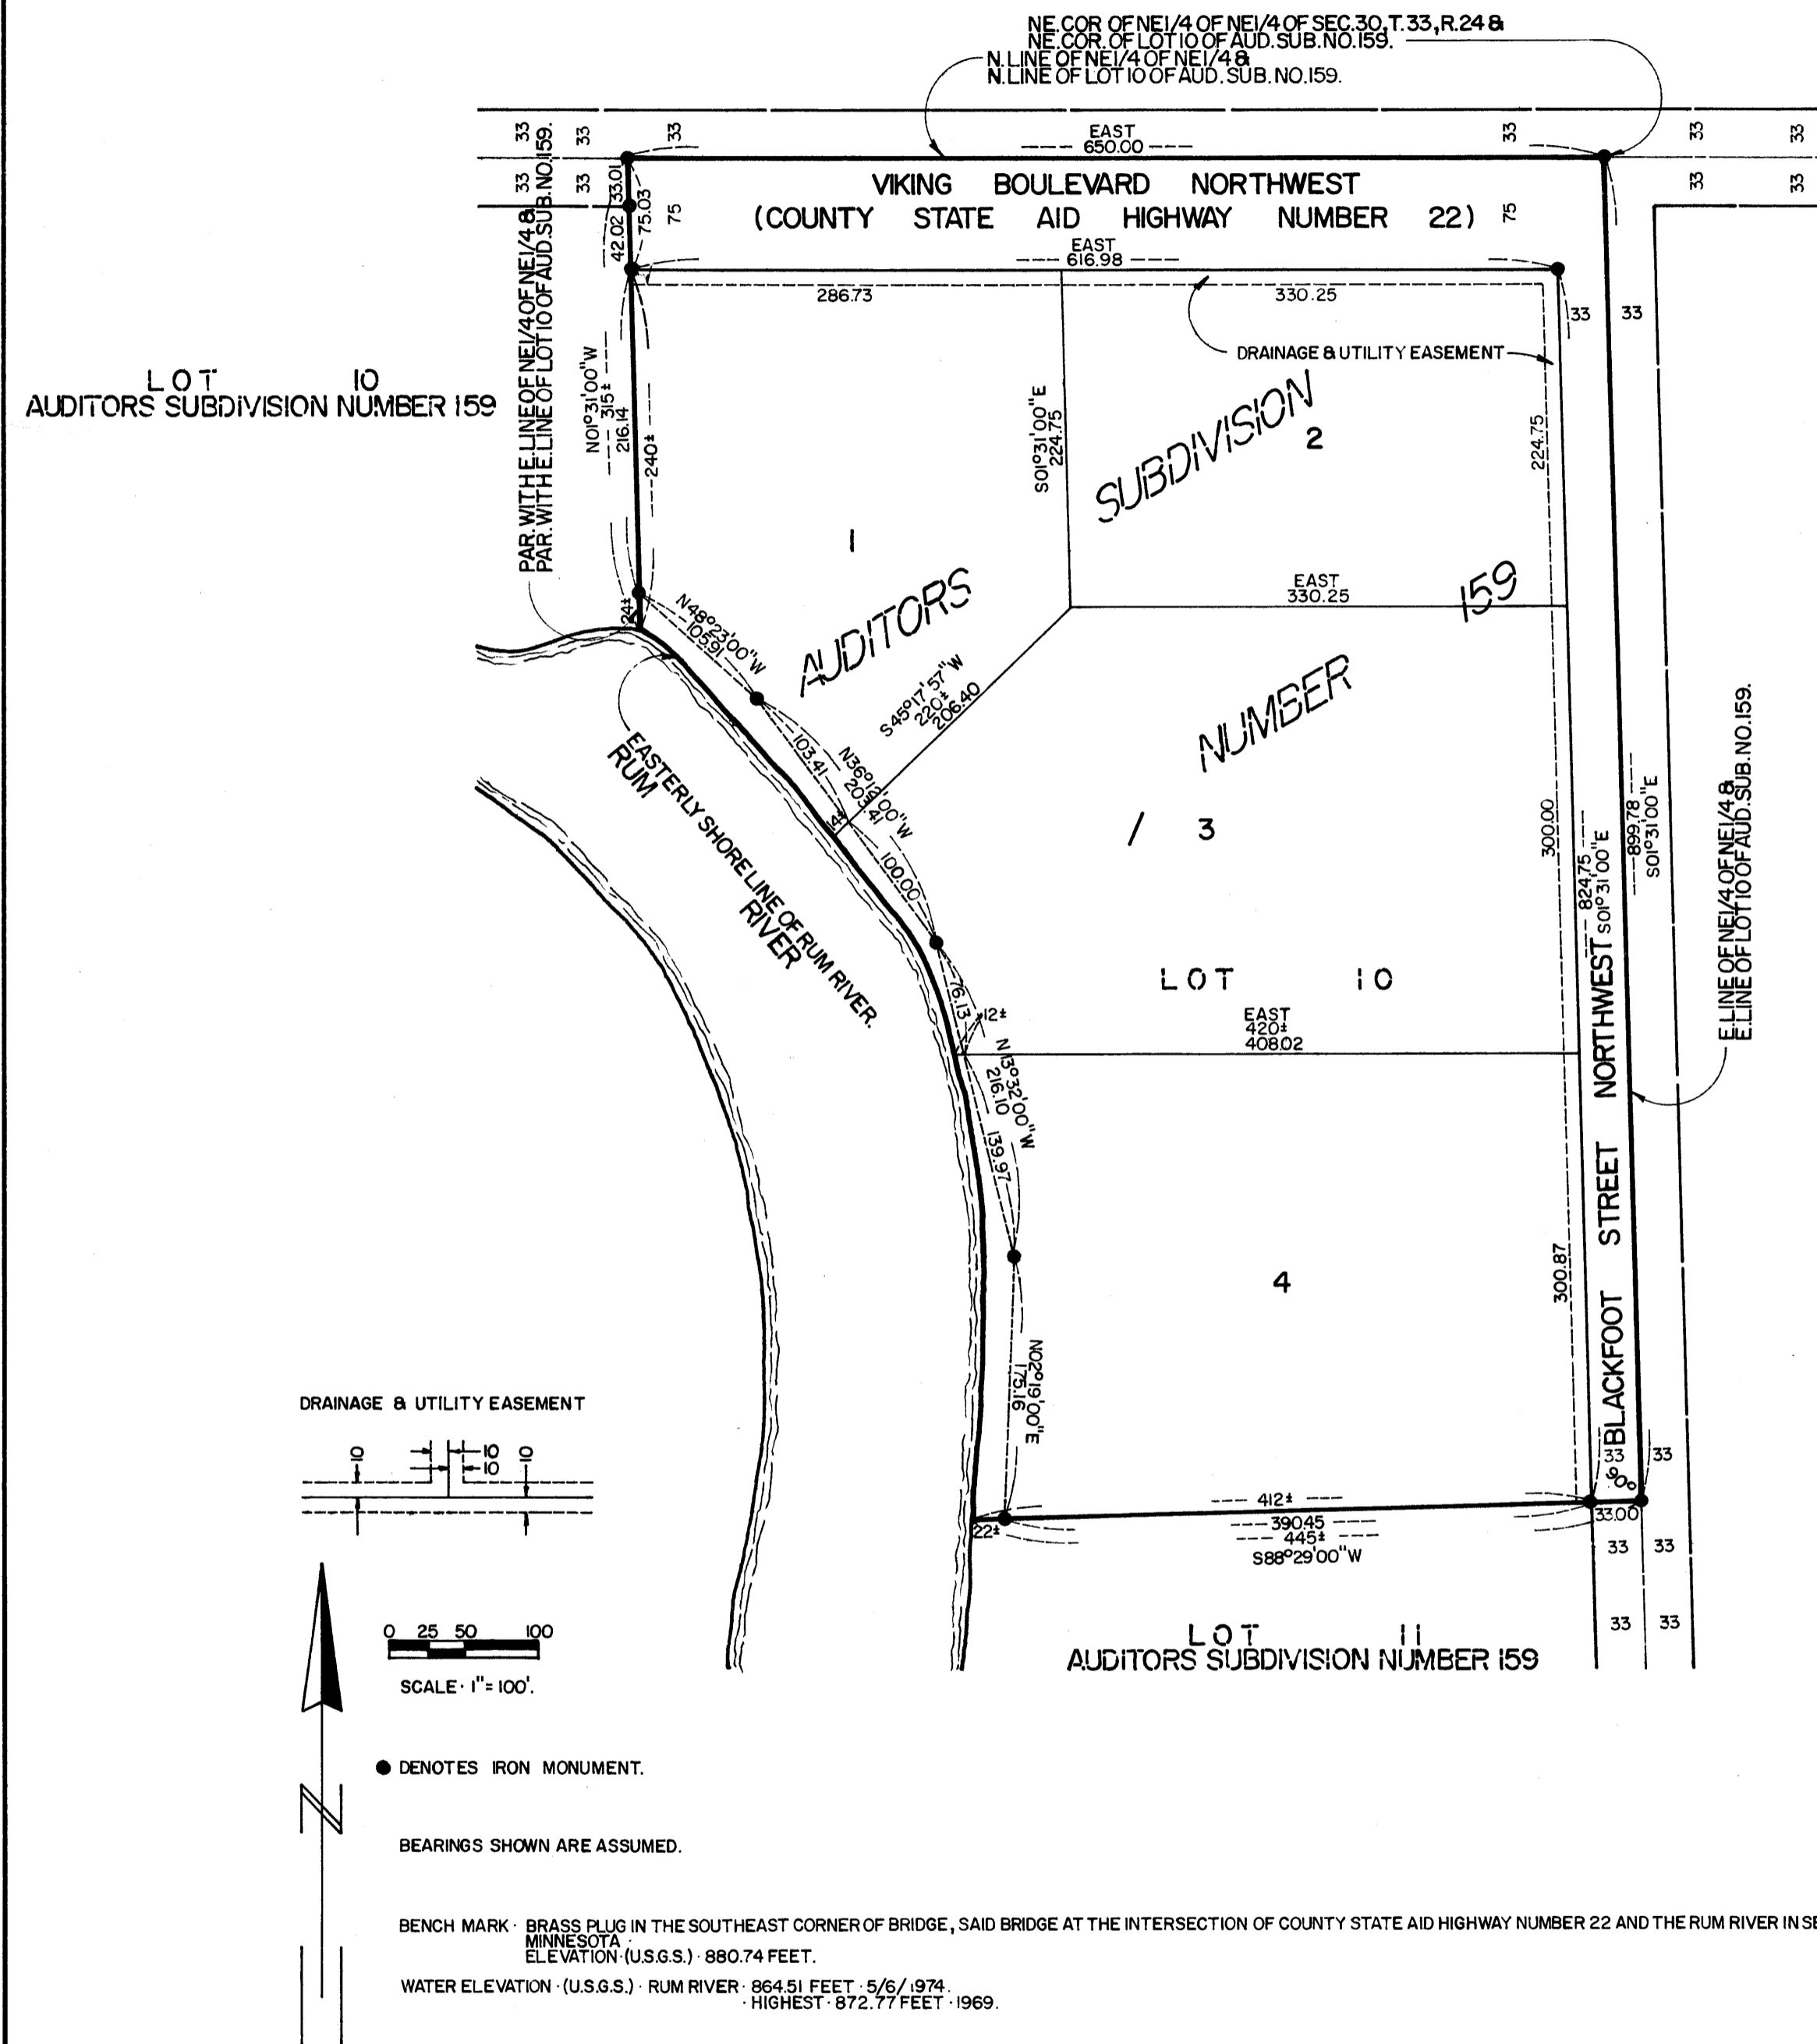 NE.COR OF NE1/4 OF NE1/4 OF SEC.30,T.33,R.24 &
NE.COR. OF LOT 10 OF AUD.SUB.NO.159.
N.LINE OF NE1/4 OF NE1/4 &
N.LINE OF LOT 10 OF AUD. SUB. NO.159.
33 33 33 EAST 33 33 33
650.00
33 33 33.01 33 33
VIKING BOULEVARD NORTHWEST
(COUNTY STATE AID HIGHWAY NUMBER 22)
42.02 75.03 75 75
EAST
616.98
286.73 330.25
33 33
DRAINAGE & UTILITY EASEMENT
PAR. WITH E.LINE OF NE1/4 OF NE1/4 &
PAR. WITH E.LINE OF LOT 10 OF AUD.SUB.NO.159.
LOT 10
AUDITORS SUBDIVISION NUMBER 159
N01°31'00"W
315±
216.14
240±
24±
S01°31'00"E
224.75
SUBDIVISION
2
224.75
1
AUDITORS
EAST
330.25
159
N48°23'00"W
105.91
S45°17'57"W
220±
206.40
NUMBER
103.41
N36°12'00"W
203.41
14±
100.00
EASTERLY SHORE LINE OF RUM RIVER.
RUM
RIVER
/ 3
300.00
824.75
S01°31'00"E
899.78
S01°31'00"E
E.LINE OF NE1/4 OF NE1/4 &
E.LINE OF LOT 10 OF AUD.SUB.NO.159.
LOT 10
76.13
12±
EAST
420±
408.02
N13°32'00"W
216.10
139.97
BLACKFOOT STREET NORTHWEST
4
300.87
N02°19'00"E
175.16
33 33
90°
412±
390.45
445±
S88°29'00"W
22±
33.00
33 33
33 33
LOT 11
AUDITORS SUBDIVISION NUMBER 159
DRAINAGE & UTILITY EASEMENT
10 10 10
10
0 25 50 100
SCALE · 1"= 100'.
N
DENOTES IRON MONUMENT.
BEARINGS SHOWN ARE ASSUMED.
BENCH MARK · BRASS PLUG IN THE SOUTHEAST CORNER OF BRIDGE, SAID BRIDGE AT THE INTERSECTION OF COUNTY STATE AID HIGHWAY NUMBER 22 AND THE RUM RIVER IN SE
MINNESOTA ·
ELEVATION · (U.S.G.S.) · 880.74 FEET.
WATER ELEVATION · (U.S.G.S.) · RUM RIVER · 864.51 FEET · 5/6/1974.
· HIGHEST · 872.77 FEET · 1969.